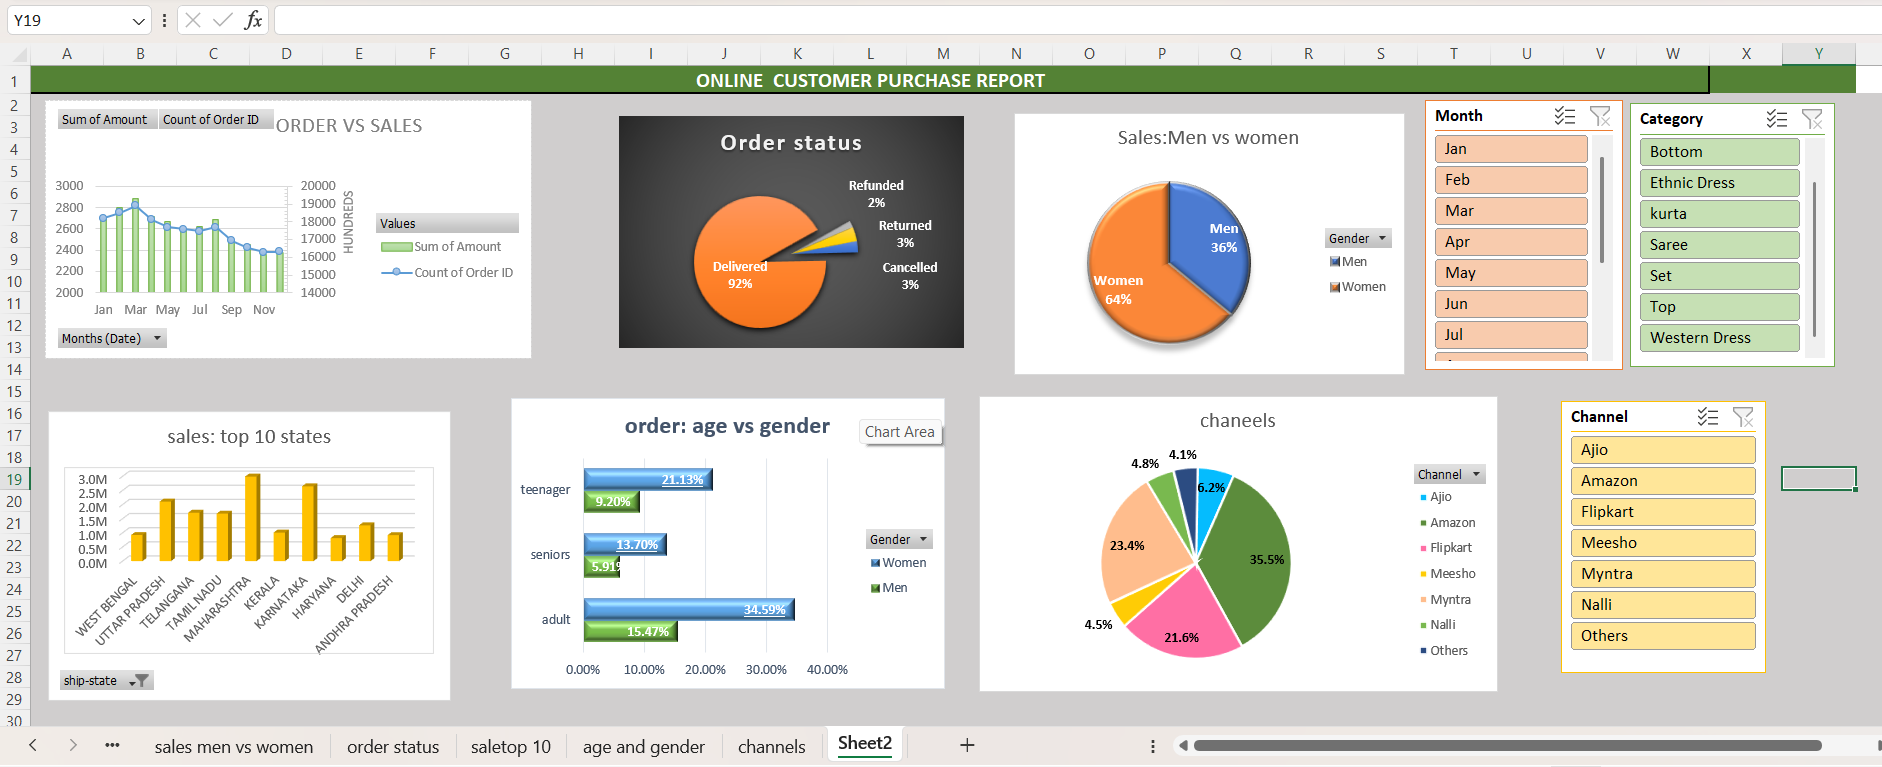 Y19
fx
A B C D E F G H I J K L M N O P Q R S T U V W X Y
1 2 3 4 5 6 7 8 9 10 11 12 13 14 15 16 17 18 19 20 21 22 23 24 25 26 27 28 29 30
ONLINE CUSTOMER PURCHASE REPORT
Sum of Amount Count of Order ID
ORDER VS SALES
3000
2800
2600
2400
2200
2000
20000
19000
18000
17000
16000
15000
14000
HUNDREDS
Jan Mar May Jul Sep Nov
Values
Sum of Amount
Count of Order ID
Months (Date)
Order status
Refunded
2%
Returned
3%
Cancelled
3%
Delivered
92%
Sales:Men vs women
Men
36%
Women
64%
Gender
Men
Women
Month
Jan
Feb
Mar
Apr
May
Jun
Jul
Category
Bottom
Ethnic Dress
kurta
Saree
Set
Top
Western Dress
sales: top 10 states
3.0M
2.5M
2.0M
1.5M
1.0M
0.5M
0.0M
WEST BENGAL
UTTAR PRADESH
TELANGANA
TAMIL NADU
MAHARASHTRA
KERALA
KARNATAKA
HARYANA
DELHI
ANDHRA PRADESH
ship-state
order: age vs gender
Chart Area
teenager
21.13%
9.20%
seniors
13.70%
5.91%
adult
34.59%
15.47%
0.00% 10.00% 20.00% 30.00% 40.00%
Gender
Women
Men
chaneels
4.8%
4.1%
6.2%
35.5%
21.6%
4.5%
23.4%
Channel
Ajio
Amazon
Flipkart
Meesho
Myntra
Nalli
Others
Channel
Ajio
Amazon
Flipkart
Meesho
Myntra
Nalli
Others
sales men vs women order status saletop 10 age and gender channels Sheet2